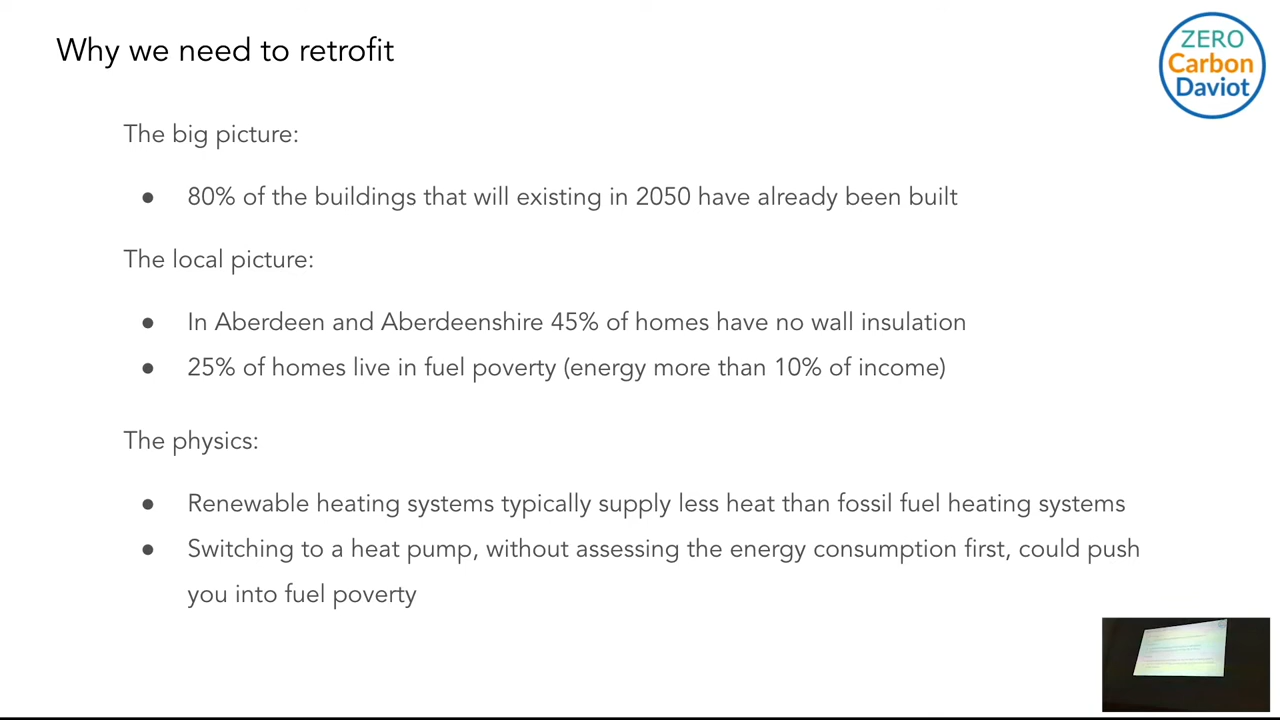 Why we need to retrofit
ZERO
Carbon
Daviot
The big picture:
● 80% of the buildings that will existing in 2050 have already been built
The local picture:
● In Aberdeen and Aberdeenshire 45% of homes have no wall insulation
● 25% of homes live in fuel poverty (energy more than 10% of income)
The physics:
● Renewable heating systems typically supply less heat than fossil fuel heating systems
● Switching to a heat pump, without assessing the energy consumption first, could push
you into fuel poverty